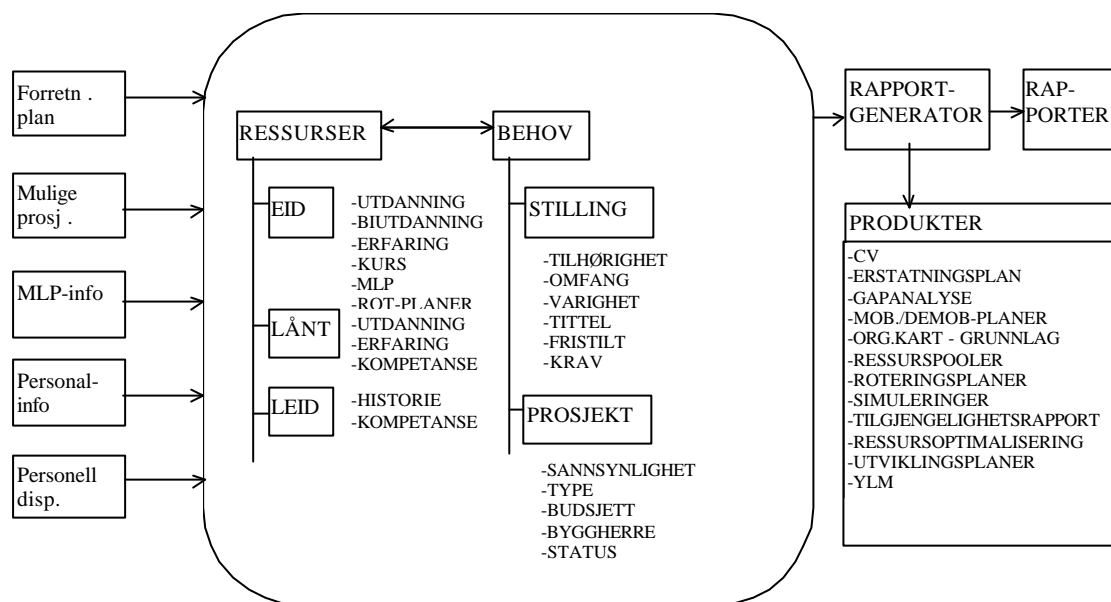 Forretn .
plan
Mulige
prosj .
MLP-info
Personal-
info
Personell
disp.
RESSURSER
EID
-UTDANNING
-BIUTDANNING
-ERFARING
-KURS
-MLP
-ROT-PLANER
LÅNT
-UTDANNING
-ERFARING
-KOMPETANSE
LEID
-HISTORIE
-KOMPETANSE
BEHOV
STILLING
-TILHØRIGHET
-OMFANG
-VARIGHET
-TITTEL
-FRISTILT
-KRAV
PROSJEKT
-SANNSYNLIGHET
-TYPE
-BUDSJETT
-BYGGHERRE
-STATUS
RAPPORT-
GENERATOR
RAP-
PORTER
PRODUKTER
-CV
-ERSTATNINGSPLAN
-GAPANALYSE
-MOB./DEMOB-PLANER
-ORG.KART - GRUNNLAG
-RESSURSPOOLER
-ROTERINGSPLANER
-SIMULERINGER
-TILGJENGELIGHETSRAPPORT
-RESSURSOPTIMALISERING
-UTVIKLINGSPLANER
-YLM